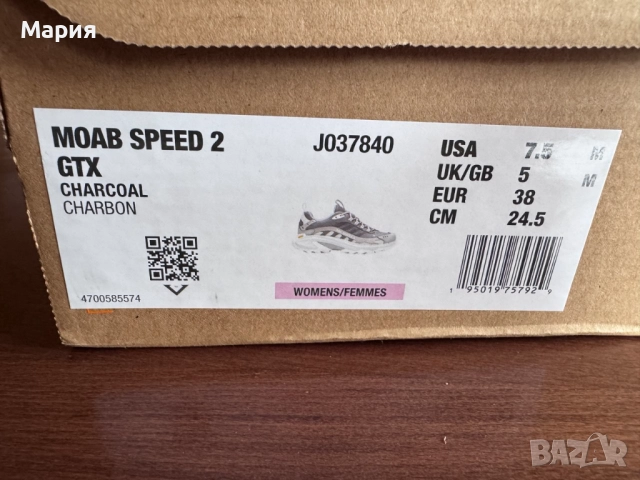 Мария
MOAB SPEED 2
GTX
CHARCOAL
CHARBON
4700585574
J037840
WOMENS/FEMMES
USA 7.5 M
UK/GB 5 M
EUR 38
CM 24.5
1 95019 75792 9
BAZAR